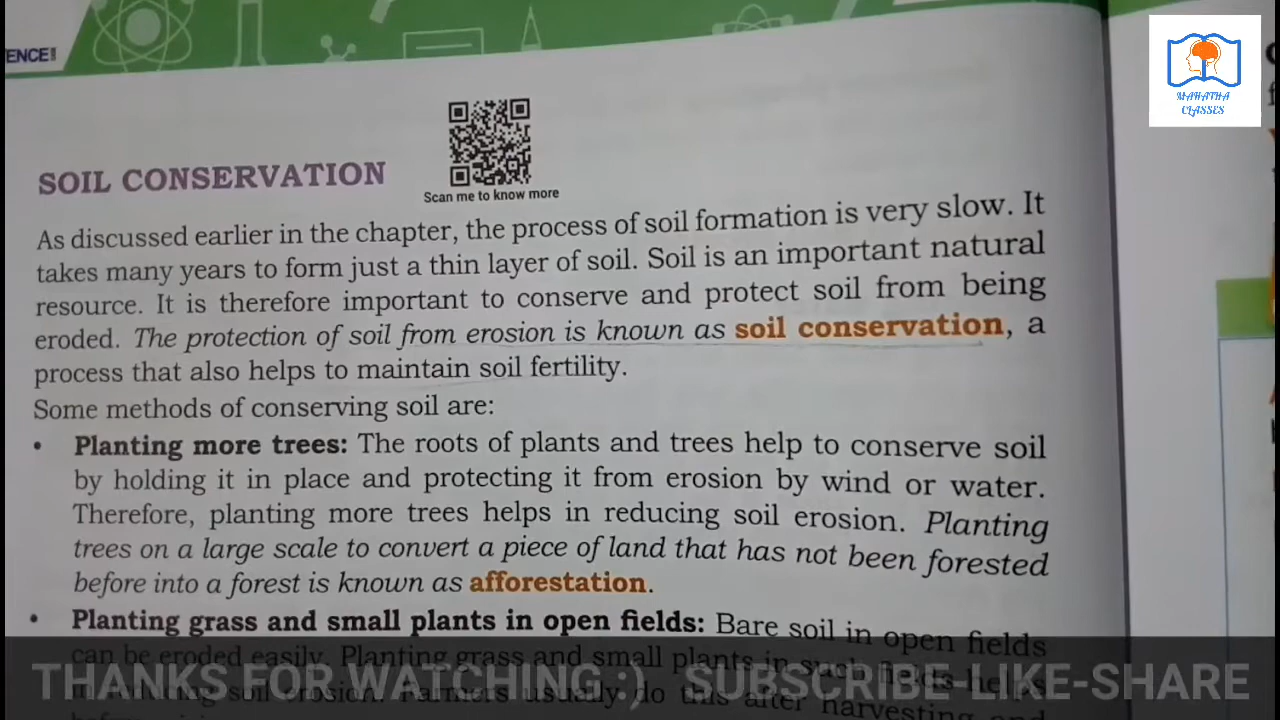 ENCE
MAHATHA
CLASSES
SOIL CONSERVATION
Scan me to know more
As discussed earlier in the chapter, the process of soil formation is very slow. It
takes many years to form just a thin layer of soil. Soil is an important natural
resource. It is therefore important to conserve and protect soil from being
eroded. The protection of soil from erosion is known as soil conservation, a
process that also helps to maintain soil fertility.
Some methods of conserving soil are:
• Planting more trees: The roots of plants and trees help to conserve soil
by holding it in place and protecting it from erosion by wind or water.
Therefore, planting more trees helps in reducing soil erosion. Planting
trees on a large scale to convert a piece of land that has not been forested
before into a forest is known as afforestation.
• Planting grass and small plants in open fields: Bare soil in open fields
can be eroded easily. Planting grass and small plants in such fields helps
in reducing soil erosion. Farmers usually do this after harvesting and
THANKS FOR WATCHING :) SUBSCRIBE-LIKE-SHARE